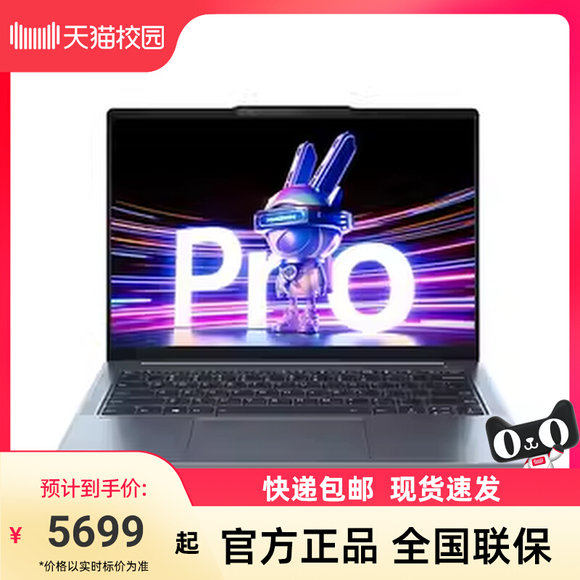 天猫校园
Pro
快递包邮 现货速发
预计到手价:
¥ 5699 起
*价格以实时标价为准
官方正品 全国联保